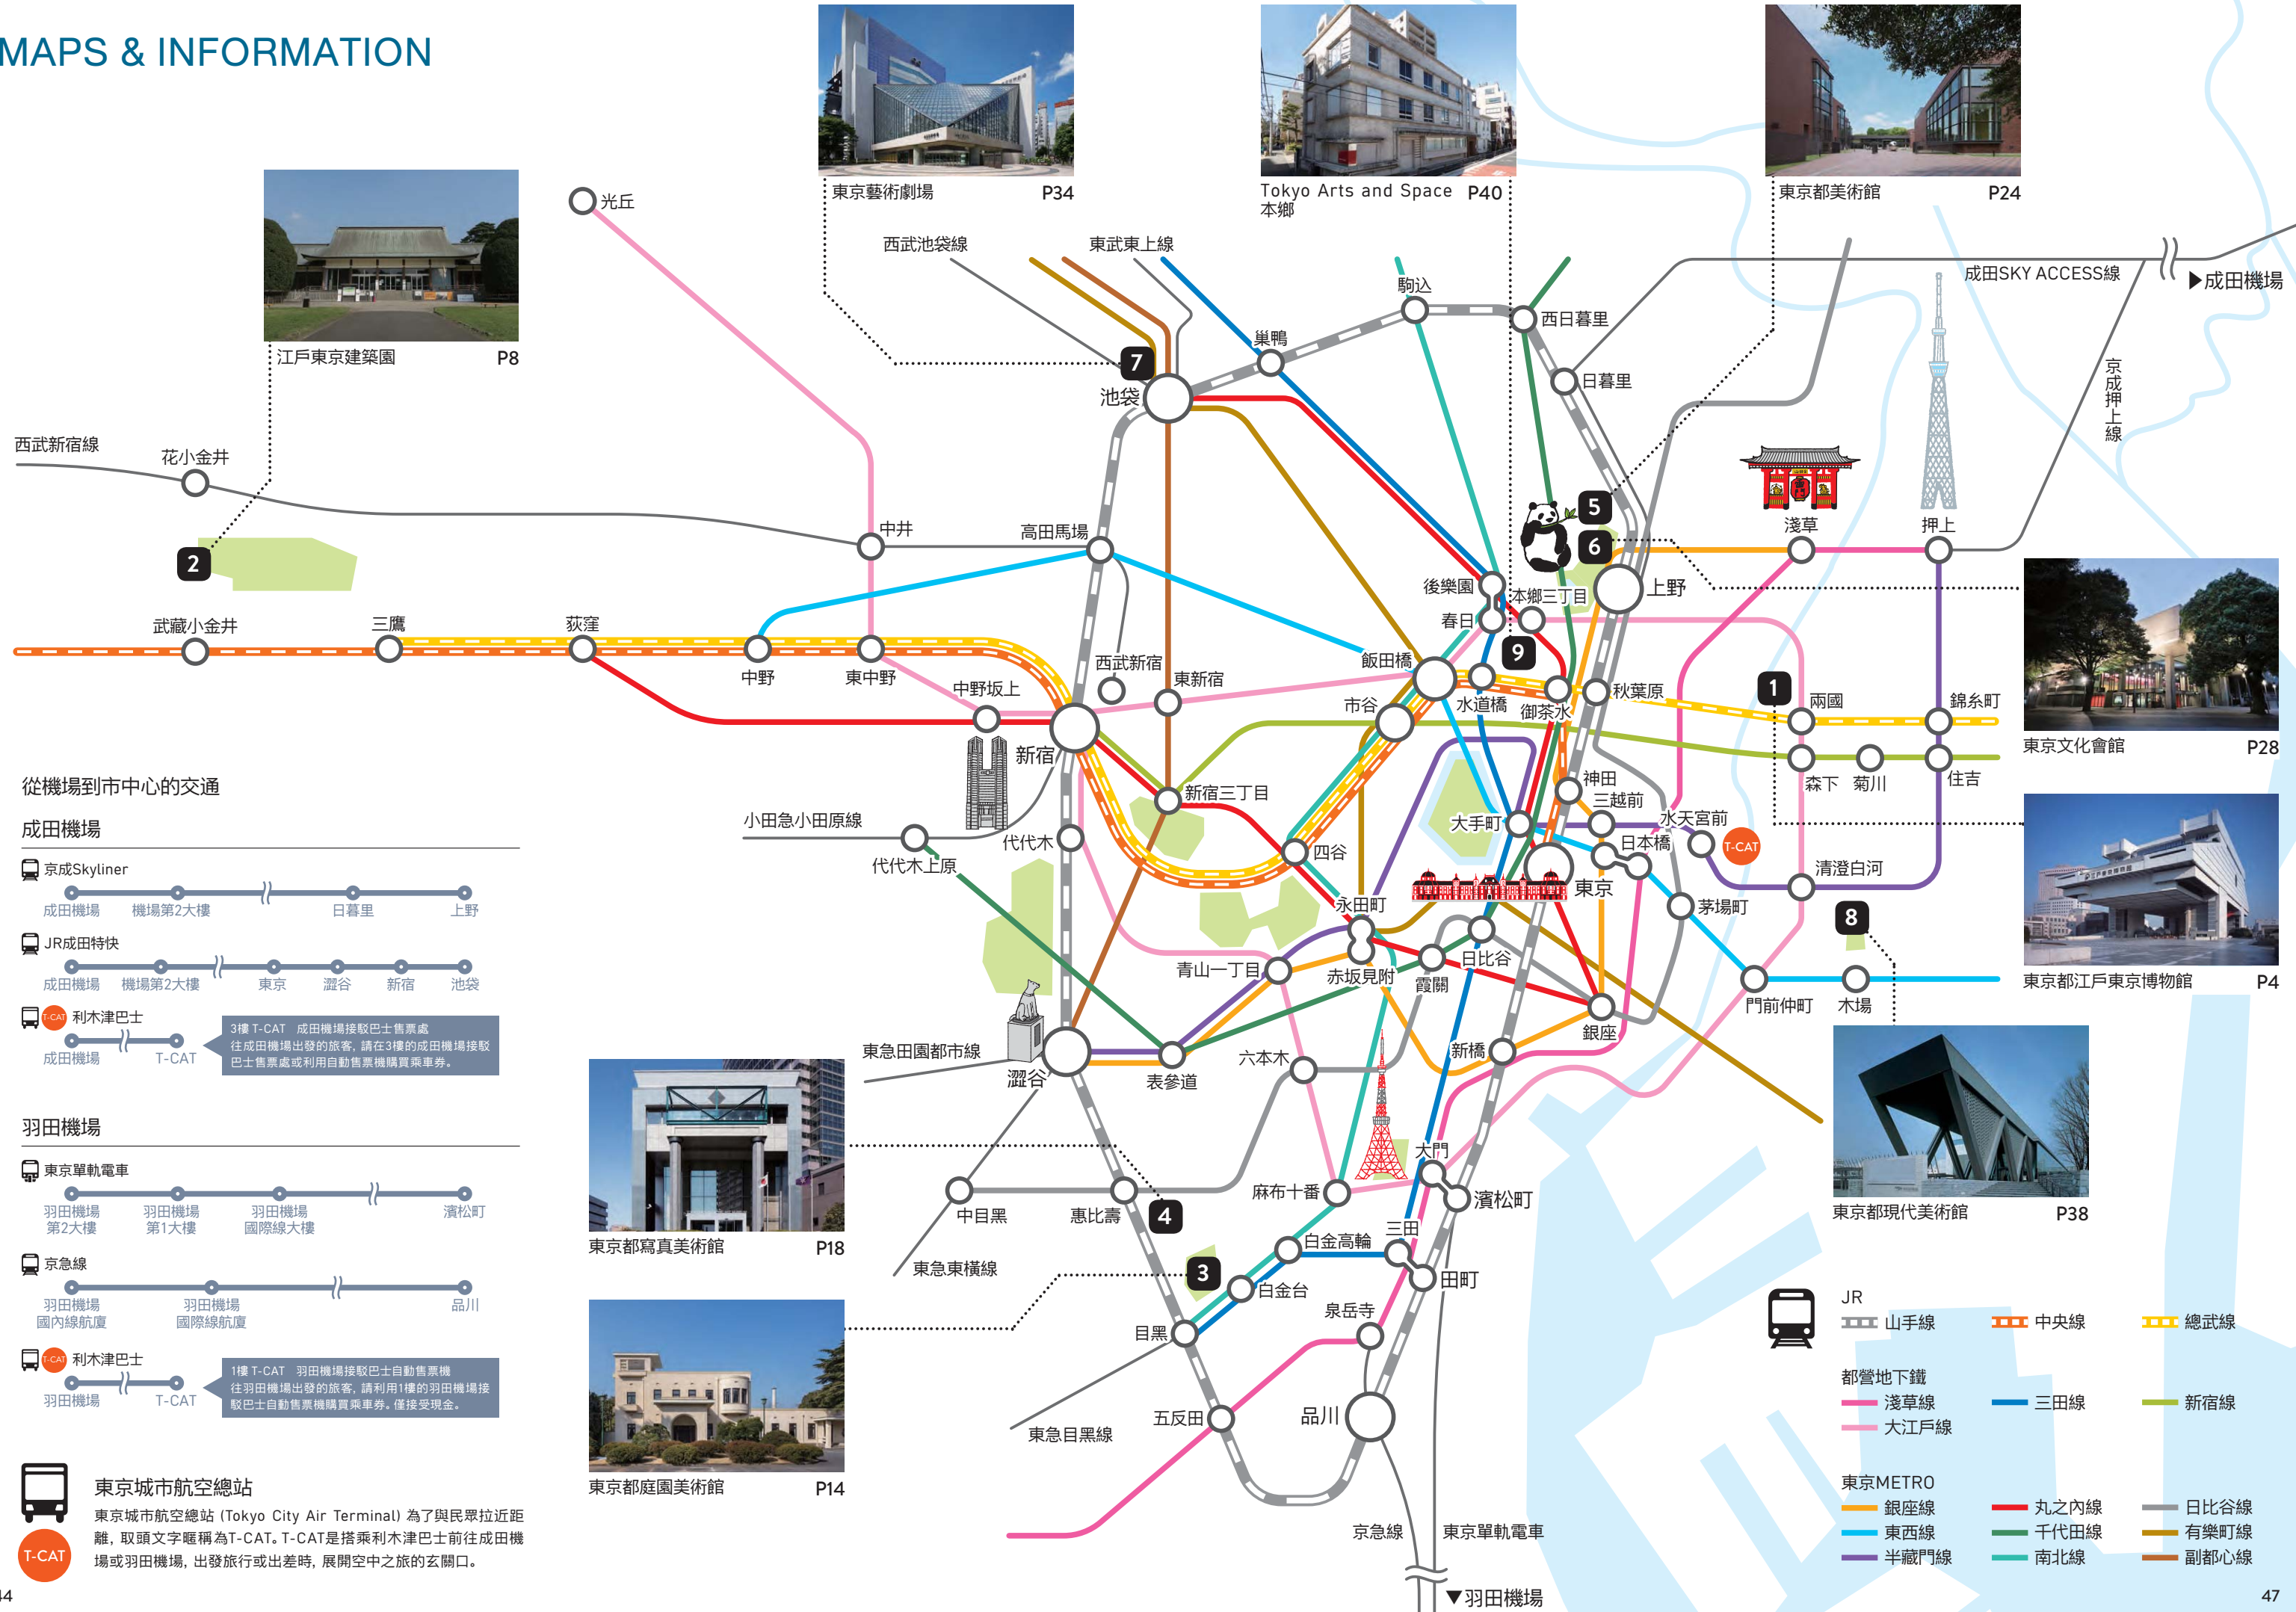 MAPS & INFORMATION
東京藝術劇場 P34
Tokyo Arts and Space P40
本鄉
東京都美術館 P24
江戶東京建築園 P8
光丘
西武池袋線
東武東上線
駒込
西日暮里
巢鴨
日暮里
成田SKY ACCESS線
▶成田機場
京成押上線
7
池袋
西武新宿線
花小金井
中井
高田馬場
5
6
淺草
押上
2
後樂園
本鄉三丁目
上野
春日
9
武藏小金井
三鷹
荻窪
中野
東中野
西武新宿
東新宿
飯田橋
中野坂上
市谷
水道橋
御茶水
秋葉原
1
兩國
錦糸町
東京文化會館 P28
新宿
新宿三丁目
神田
三越前
森下
菊川
住吉
小田急小田原線
代代木上原
代代木
四谷
大手町
日本橋
水天宮前
T-CAT
清澄白河
東京
永田町
茅場町
8
青山一丁目
赤坂見附
霞關
日比谷
門前仲町
木場
東京都江戶東京博物館 P4
銀座
東急田園都市線
澀谷
表參道
六本木
新橋
大門
濱松町
麻布十番
中目黑
惠比壽
4
東急東橫線
東京都寫真美術館 P18
東京都現代美術館 P38
3
白金高輪
三田
田町
白金台
泉岳寺
目黑
東急目黑線
五反田
品川
東京都庭園美術館 P14
京急線
東京單軌電車
▼羽田機場
從機場到市中心的交通
成田機場
京成Skyliner
成田機場 機場第2大樓 日暮里 上野
JR成田特快
成田機場 機場第2大樓 東京 澀谷 新宿 池袋
T-CAT 利木津巴士
成田機場 T-CAT
3樓 T-CAT 成田機場接駁巴士售票處
往成田機場出發的旅客, 請在3樓的成田機場接駁
巴士售票處或利用自動售票機購買乘車券。
羽田機場
東京單軌電車
羽田機場 羽田機場 羽田機場 濱松町
第2大樓 第1大樓 國際線大樓
京急線
羽田機場 羽田機場 品川
國內線航廈 國際線航廈
T-CAT 利木津巴士
羽田機場 T-CAT
1樓 T-CAT 羽田機場接駁巴士自動售票機
往羽田機場出發的旅客, 請利用1樓的羽田機場接
駁巴士自動售票機購買乘車券。僅接受現金。
東京城市航空總站
東京城市航空總站 (Tokyo City Air Terminal) 為了與民眾拉近距
離, 取頭文字暱稱為T-CAT。T-CAT是搭乘利木津巴士前往成田機
場或羽田機場, 出發旅行或出差時, 展開空中之旅的玄關口。
T-CAT
JR
山手線 中央線 總武線
都營地下鐵
淺草線 三田線 新宿線
大江戶線
東京METRO
銀座線 丸之內線 日比谷線
東西線 千代田線 有樂町線
半藏門線 南北線 副都心線
44
47